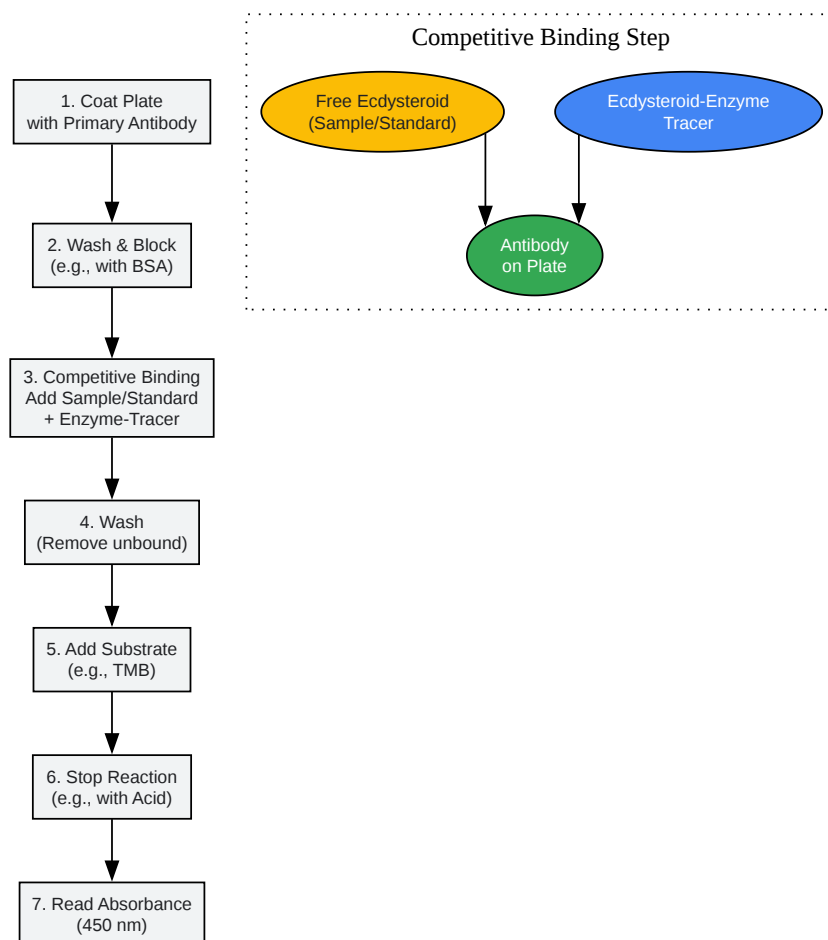 Competitive Binding Step
Free Ecdysteroid
(Sample/Standard)
Ecdysteroid-Enzyme
Tracer
Antibody
on Plate
1. Coat Plate
with Primary Antibody
2. Wash & Block
(e.g., with BSA)
3. Competitive Binding
Add Sample/Standard
+ Enzyme-Tracer
4. Wash
(Remove unbound)
5. Add Substrate
(e.g., TMB)
6. Stop Reaction
(e.g., with Acid)
7. Read Absorbance
(450 nm)